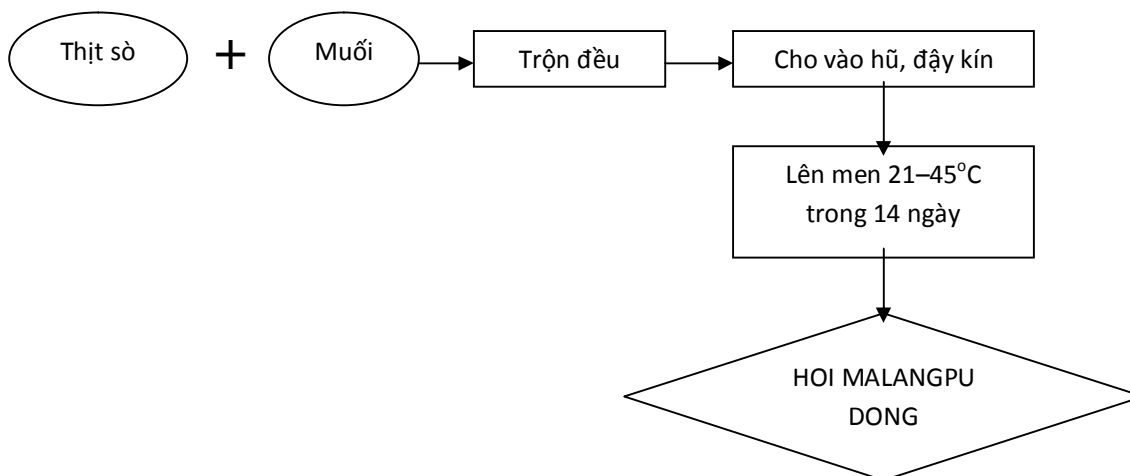 Thịt sò
+
Muối
Trộn đều
Cho vào hũ, đậy kín
Lên men 21–45°C
trong 14 ngày
HOI MALANGPU
DONG